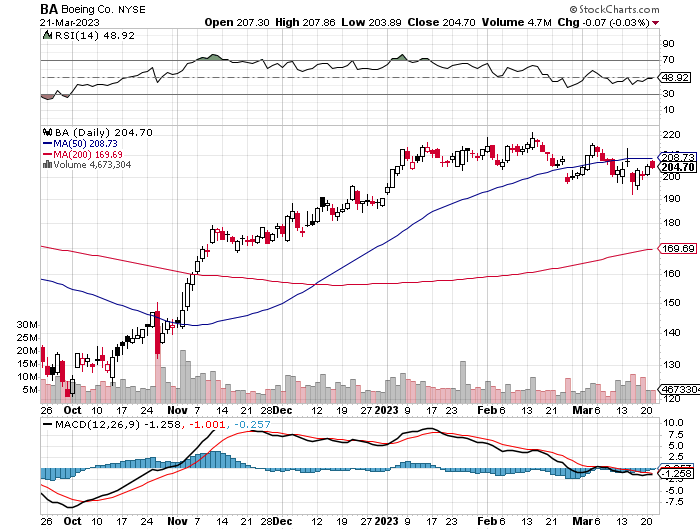 BA Boeing Co. NYSE © StockCharts.com
21-Mar-2023 Open 207.30 High 207.86 Low 203.89 Close 204.70 Volume 4.7M Chg -0.07 (-0.03%)
RSI(14) 48.92
90
70
48.92
30
10
BA (Daily) 204.70
MA(50) 208.73
MA(200) 169.69
Volume 4,673,304
220
208.73
204.70
200
190
180
169.69
160
150
140
130
120
30M
25M
20M
15M
10M
5M
4673304
26 Oct 10 17 24 Nov 7 14 21 28 Dec 12 19 27 2023 9 17 23 Feb 6 13 21 Mar 6 13 20
MACD(12,26,9) -1.258, -1.001, -0.257
10.0
7.5
5.0
2.5
-1.258
-5.0
-7.5
26 Oct 10 17 24 Nov 7 14 21 28 Dec 12 19 27 2023 9 17 23 Feb 6 13 21 Mar 6 13 20